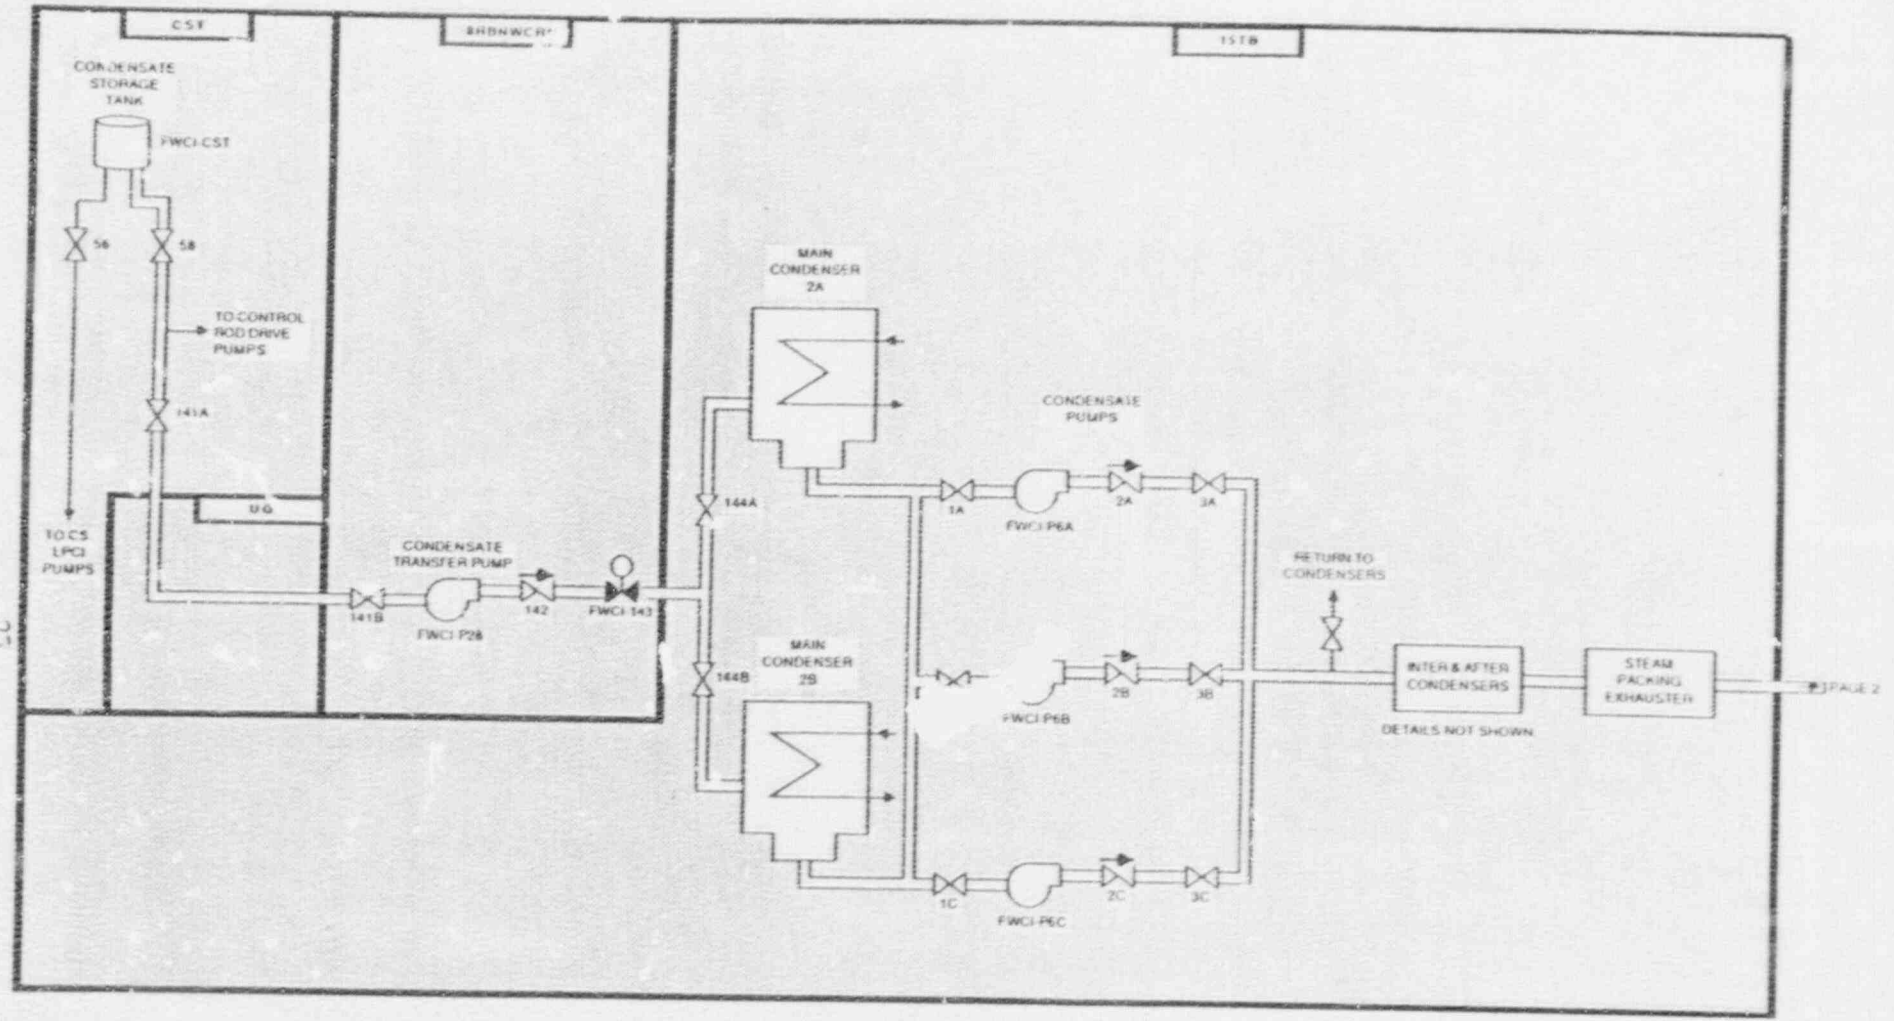 CST
1STB
CONDENSATE
STORAGE
TANK
FWCI-CST
56
58
TO CONTROL
ROD DRIVE
PUMPS
141A
UG
TO CS
LPCI
PUMPS
CONDENSATE
TRANSFER PUMP
141B
FWCI-P28
142
FWCI-143
144A
144B
MAIN
CONDENSER
2A
MAIN
CONDENSER
2B
CONDENSATE
PUMPS
1A
FWCI-P6A
2A
3A
FWCI-P6B
2B
3B
1C
FWCI-P6C
2C
3C
RETURN TO
CONDENSERS
INTER & AFTER
CONDENSERS
DETAILS NOT SHOWN
STEAM
PACKING
EXHAUSTER
PAGE 2